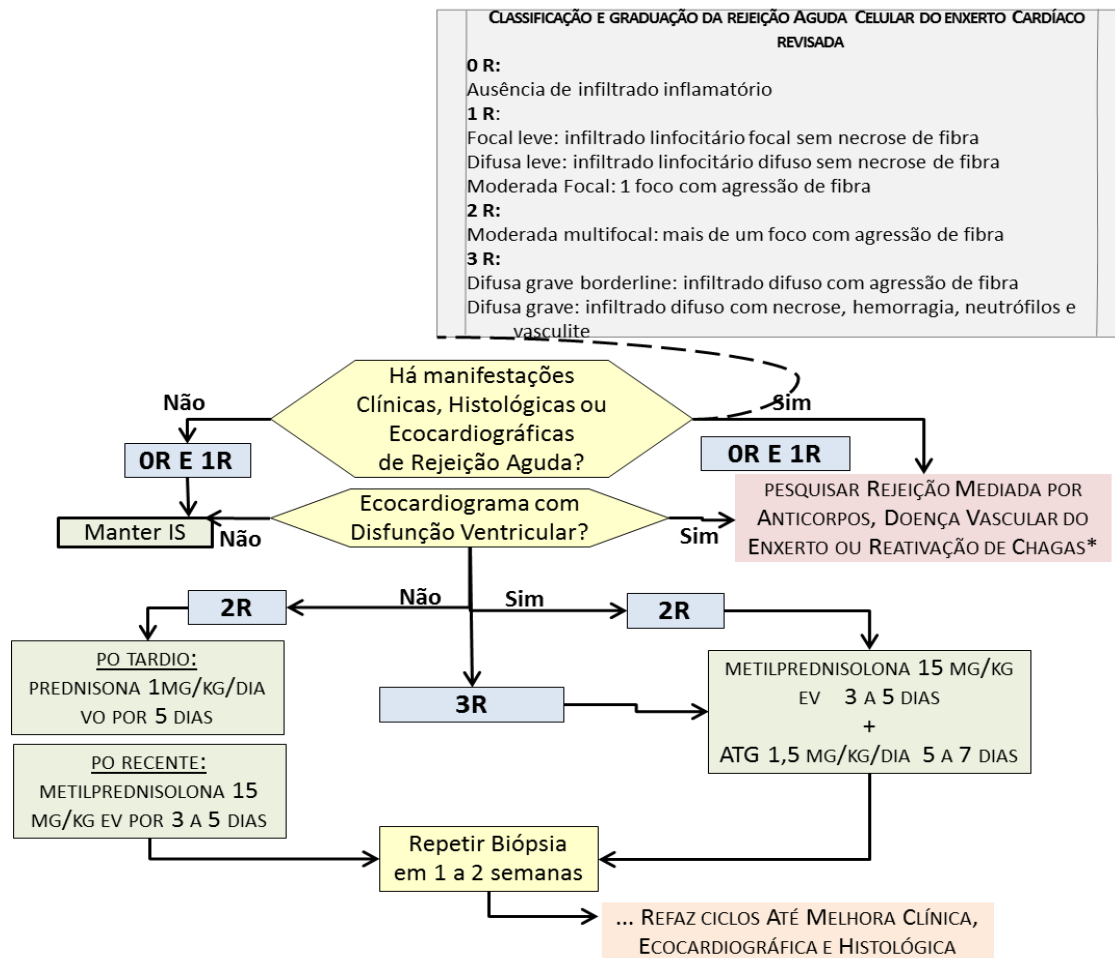 CLASSIFICAÇÃO E GRADUAÇÃO DA REJEIÇÃO AGUDA CELULAR DO ENXERTO CARDÍACO
REVISADA
0 R:
Ausência de infiltrado inflamatório
1 R:
Focal leve: infiltrado linfocitário focal sem necrose de fibra
Difusa leve: infiltrado linfocitário difuso sem necrose de fibra
Moderada Focal: 1 foco com agressão de fibra
2 R:
Moderada multifocal: mais de um foco com agressão de fibra
3 R:
Difusa grave borderline: infiltrado difuso com agressão de fibra
Difusa grave: infiltrado difuso com necrose, hemorragia, neutrófilos e
vasculite
Há manifestações
Clínicas, Histológicas ou
Ecocardiográficas
de Rejeição Aguda?
Não
Sim
0R E 1R
0R E 1R
Manter IS
Ecocardiograma com
Disfunção Ventricular?
Não
Sim
PESQUISAR REJEIÇÃO MEDIADA POR
ANTICORPOS, DOENÇA VASCULAR DO
ENXERTO OU REATIVAÇÃO DE CHAGAS*
Não
Sim
2R
2R
3R
PO TARDIO:
PREDNISONA 1MG/KG/DIA
VO POR 5 DIAS
PO RECENTE:
METILPREDNISOLONA 15
MG/KG EV POR 3 A 5 DIAS
METILPREDNISOLONA 15 MG/KG
EV 3 A 5 DIAS
+
ATG 1,5 MG/KG/DIA 5 A 7 DIAS
Repetir Biópsia
em 1 a 2 semanas
... REFAZ CICLOS ATÉ MELHORA CLÍNICA,
ECOCARDIOGRÁFICA E HISTOLÓGICA